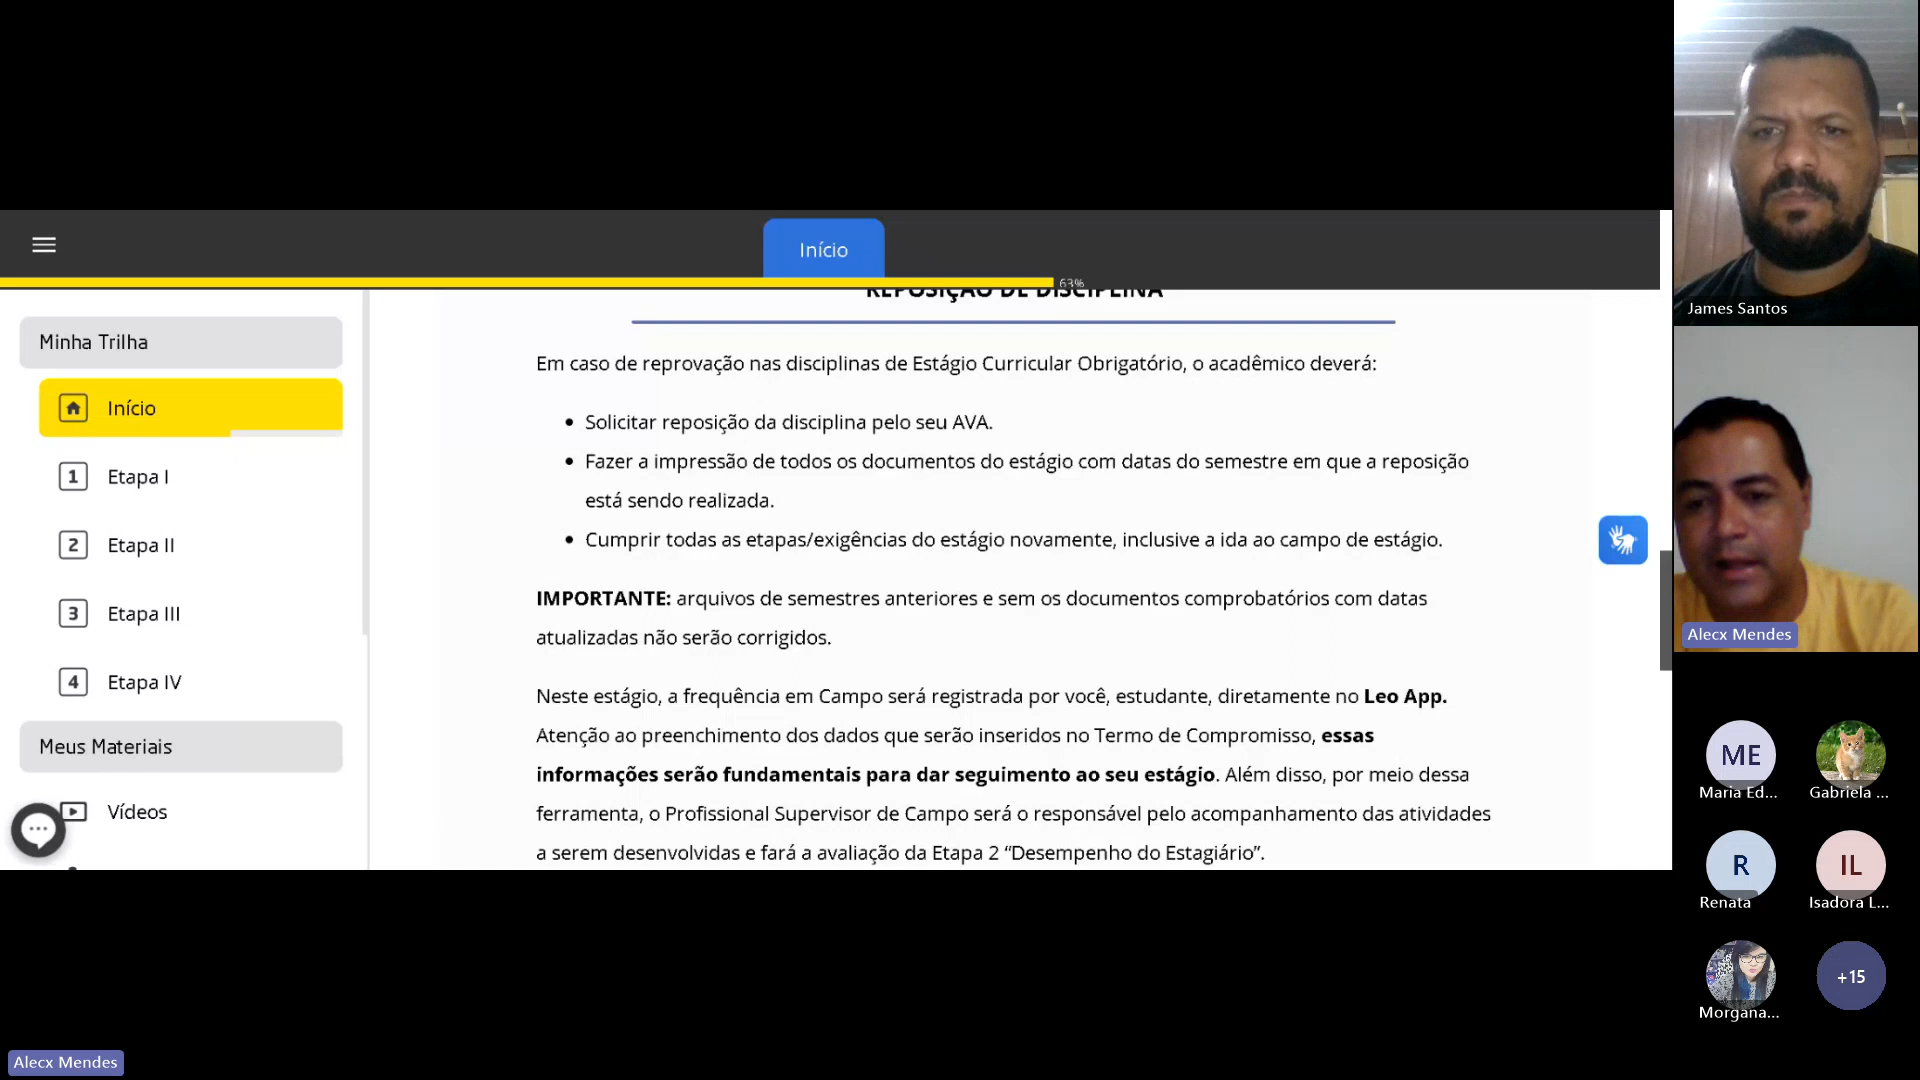 Início
63%
REPOSIÇÃO DE DISCIPLINA
Minha Trilha
Início
1 Etapa I
2 Etapa II
3 Etapa III
4 Etapa IV
Meus Materiais
Vídeos
Em caso de reprovação nas disciplinas de Estágio Curricular Obrigatório, o acadêmico deverá:
• Solicitar reposição da disciplina pelo seu AVA.
• Fazer a impressão de todos os documentos do estágio com datas do semestre em que a reposição
está sendo realizada.
• Cumprir todas as etapas/exigências do estágio novamente, inclusive a ida ao campo de estágio.
IMPORTANTE: arquivos de semestres anteriores e sem os documentos comprobatórios com datas
atualizadas não serão corrigidos.
Neste estágio, a frequência em Campo será registrada por você, estudante, diretamente no Leo App.
Atenção ao preenchimento dos dados que serão inseridos no Termo de Compromisso, essas
informações serão fundamentais para dar seguimento ao seu estágio. Além disso, por meio dessa
ferramenta, o Profissional Supervisor de Campo será o responsável pelo acompanhamento das atividades
a serem desenvolvidas e fará a avaliação da Etapa 2 “Desempenho do Estagiário”.
James Santos
Alecx Mendes
ME
Maria Ed...
Gabriela ...
R
Renata
IL
Isadora L...
Morgana...
+15
Alecx Mendes